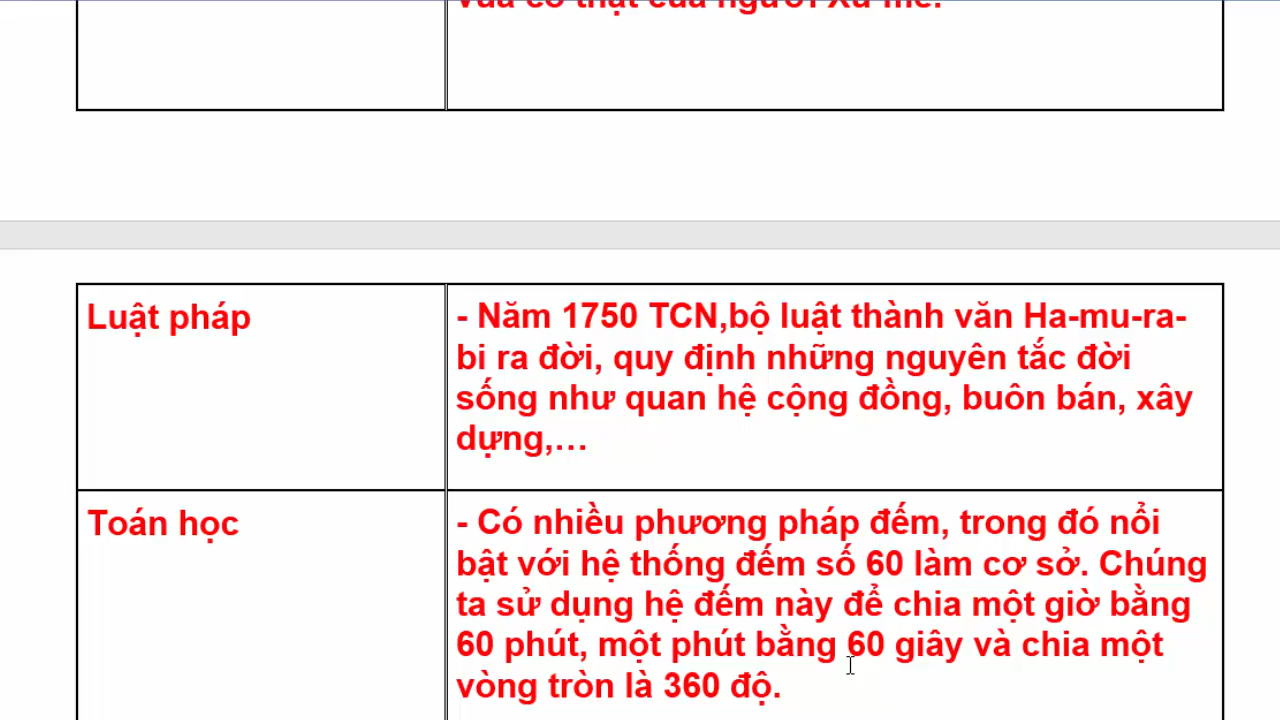 của người Xu-me.
Luật pháp
- Năm 1750 TCN,bộ luật thành văn Ha-mu-ra-
bi ra đời, quy định những nguyên tắc đời
sống như quan hệ cộng đồng, buôn bán, xây
dựng,...
Toán học
- Có nhiều phương pháp đếm, trong đó nổi
bật với hệ thống đếm số 60 làm cơ sở. Chúng
ta sử dụng hệ đếm này để chia một giờ bằng
60 phút, một phút bằng 60 giây và chia một
vòng tròn là 360 độ.